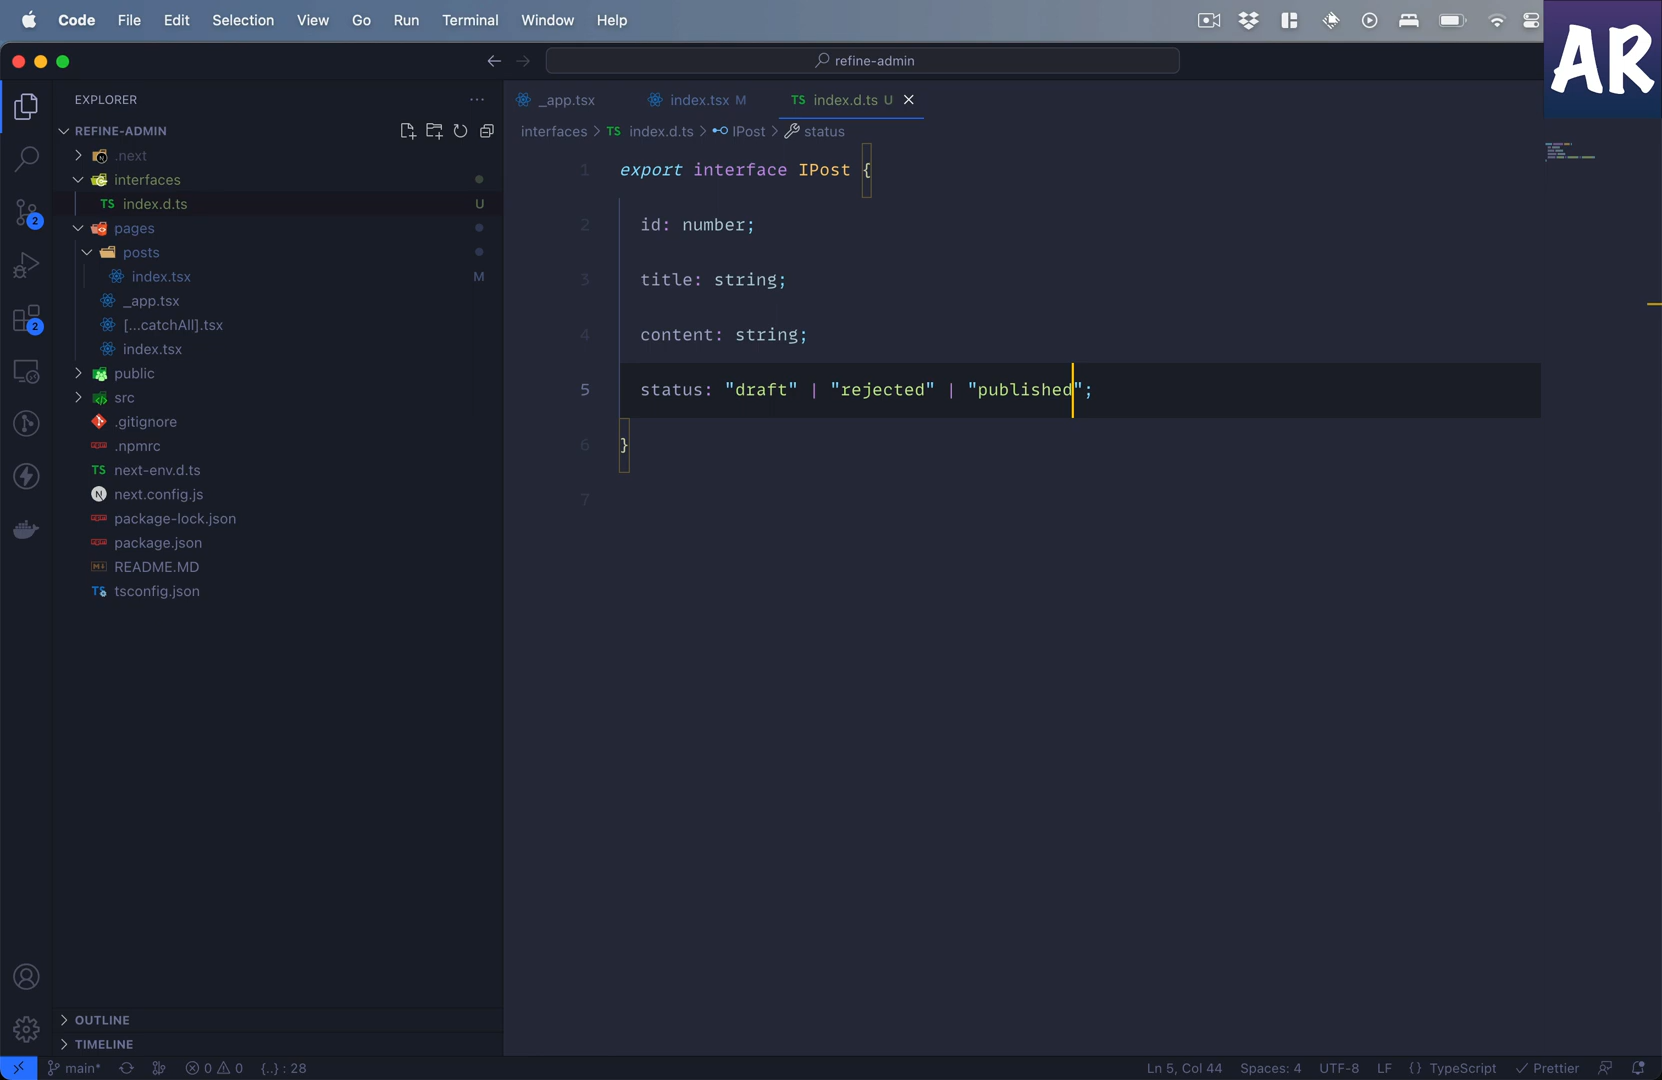 Code File Edit Selection View Go Run Terminal Window Help
AR
refine-admin
EXPLORER
REFINE-ADMIN
.next
interfaces
TS index.d.ts U
pages
posts
index.tsx M
_app.tsx
[...catchAll].tsx
index.tsx
public
src
.gitignore
.npmrc
TS next-env.d.ts
N next.config.js
package-lock.json
package.json
README.MD
TS tsconfig.json
OUTLINE
TIMELINE
2
2
_app.tsx index.tsx M TS index.d.ts U
interfaces > TS index.d.ts > IPost > status
1 export interface IPost {
2 id: number;
3 title: string;
4 content: string;
5 status: "draft" | "rejected" | "published";
6 }
7
main* 0 0 {..} : 28 Ln 5, Col 44 Spaces: 4 UTF-8 LF {} TypeScript Prettier